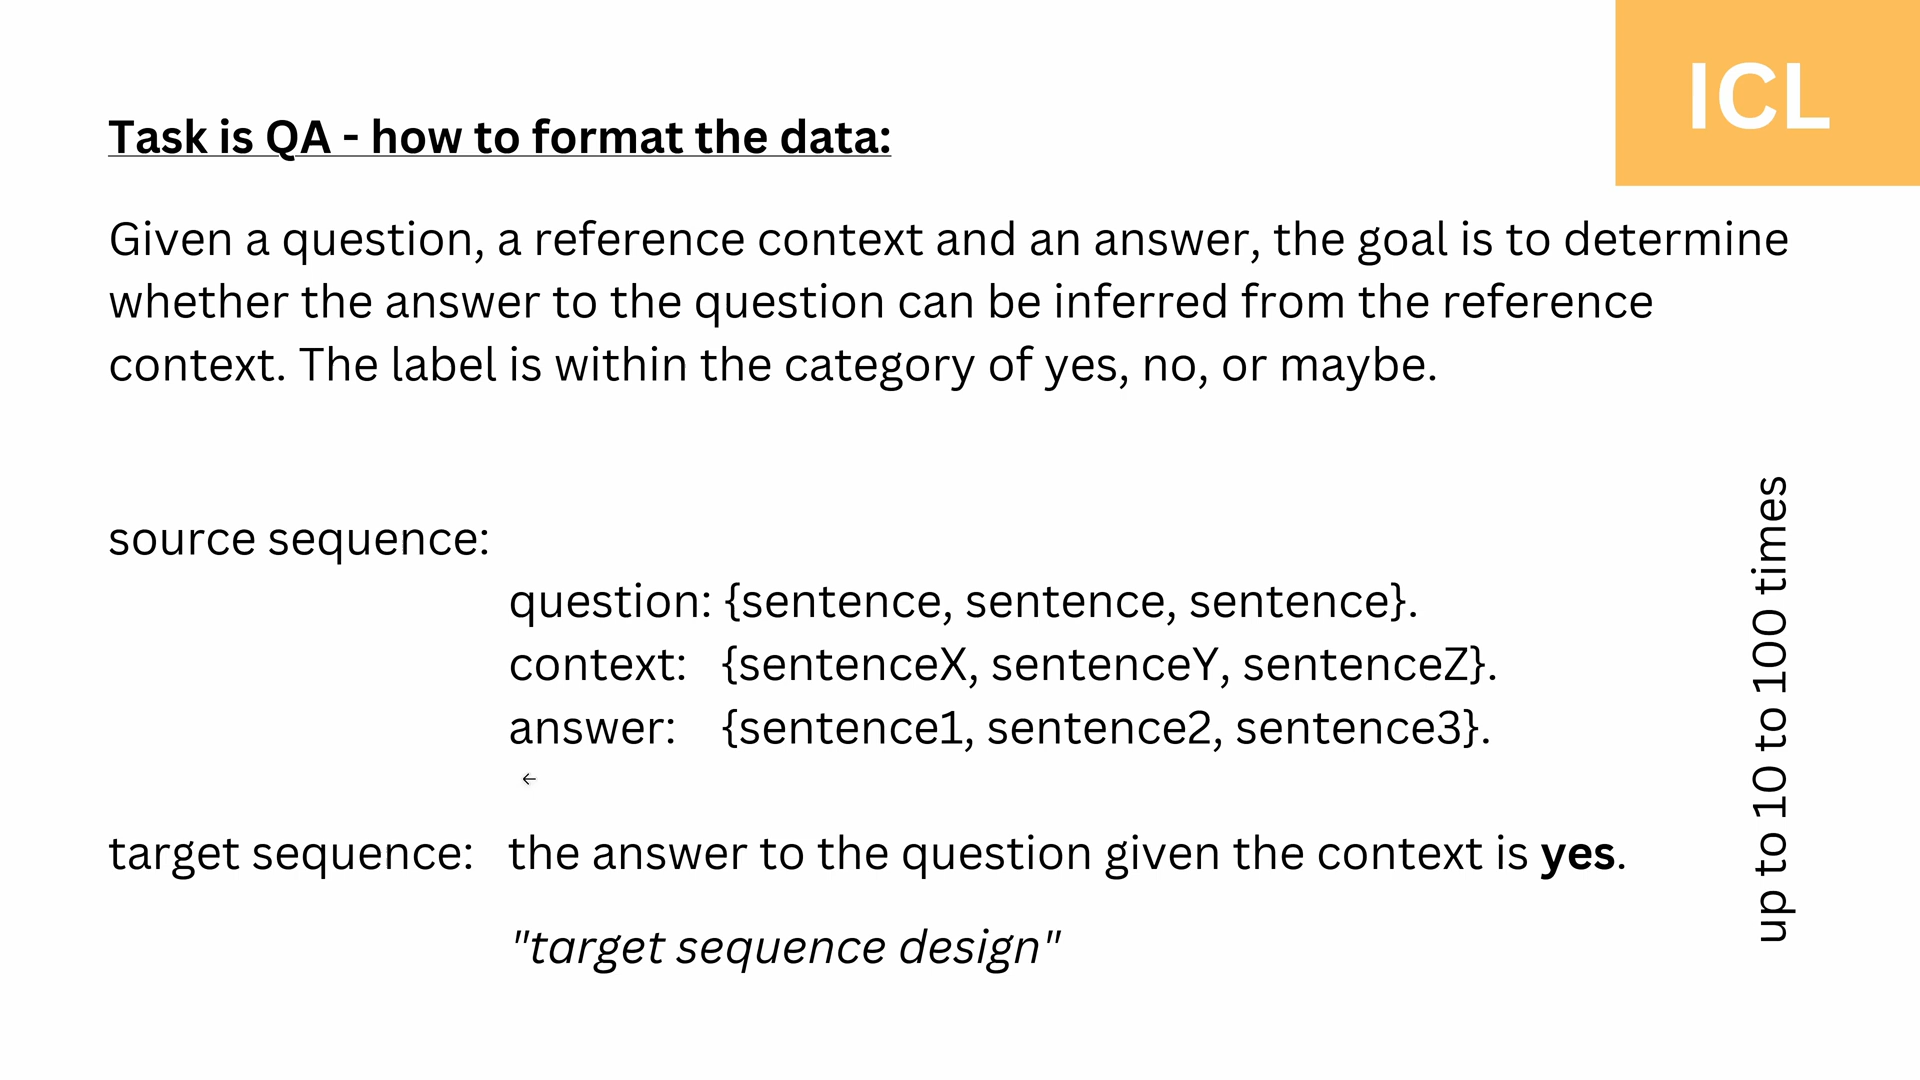 ICL
Task is QA - how to format the data:
Given a question, a reference context and an answer, the goal is to determine
whether the answer to the question can be inferred from the reference
context. The label is within the category of yes, no, or maybe.
source sequence:
question: {sentence, sentence, sentence}.
context: {sentenceX, sentenceY, sentenceZ}.
answer: {sentence1, sentence2, sentence3}.
←
target sequence: the answer to the question given the context is yes.
"target sequence design"
up to 10 to 100 times